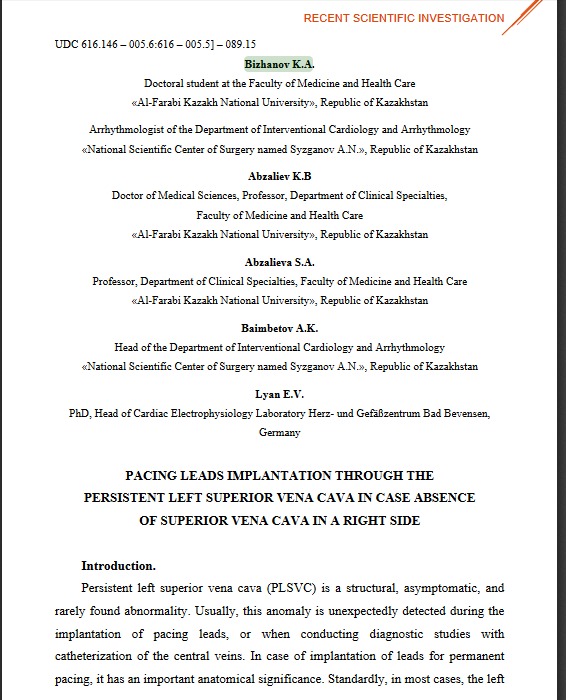 RECENT SCIENTIFIC INVESTIGATION
UDC 616.146 – 005.6:616 – 005.5] – 089.15
Bizhanov K.A.
Doctoral student at the Faculty of Medicine and Health Care
«Al-Farabi Kazakh National University», Republic of Kazakhstan
Arrhythmologist of the Department of Interventional Cardiology and Arrhythmology
«National Scientific Center of Surgery named Syzganov A.N.», Republic of Kazakhstan
Abzaliev K.B
Doctor of Medical Sciences, Professor, Department of Clinical Specialties,
Faculty of Medicine and Health Care
«Al-Farabi Kazakh National University», Republic of Kazakhstan
Abzalieva S.A.
Professor, Department of Clinical Specialties, Faculty of Medicine and Health Care
«Al-Farabi Kazakh National University», Republic of Kazakhstan
Baimbetov A.K.
Head of the Department of Interventional Cardiology and Arrhythmology
«National Scientific Center of Surgery named Syzganov A.N.», Republic of Kazakhstan
Lyan E.V.
PhD, Head of Cardiac Electrophysiology Laboratory Herz- und Gefäßzentrum Bad Bevensen,
Germany
PACING LEADS IMPLANTATION THROUGH THE
PERSISTENT LEFT SUPERIOR VENA CAVA IN CASE ABSENCE
OF SUPERIOR VENA CAVA IN A RIGHT SIDE
Introduction.
Persistent left superior vena cava (PLSVC) is a structural, asymptomatic, and
rarely found abnormality. Usually, this anomaly is unexpectedly detected during the
implantation of pacing leads, or when conducting diagnostic studies with
catheterization of the central veins. In case of implantation of leads for permanent
pacing, it has an important anatomical significance. Standardly, in most cases, the left